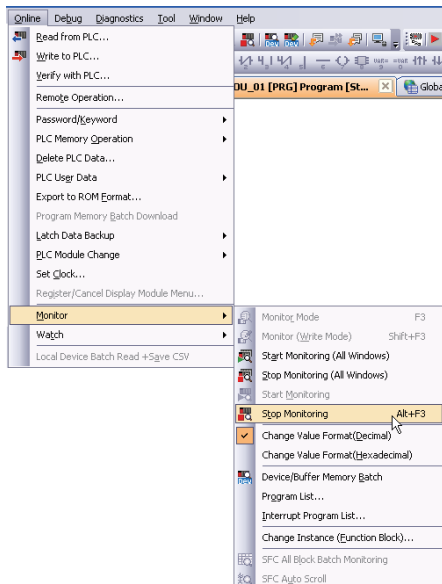 Online Debug Diagnostics Tool Window Help
Read from PLC...
Write to PLC...
Verify with PLC...
Remote Operation...
Password/Keyword
PLC Memory Operation
Delete PLC Data...
PLC User Data
Export to ROM Format...
Program Memory Batch Download
Latch Data Backup
PLC Module Change
Set Clock...
Register/Cancel Display Module Menu...
Monitor
Watch
Local Device Batch Read +Save CSV
OU_01 [PRG] Program [St... Globa
Monitor Mode F3
Monitor (Write Mode) Shift+F3
Start Monitoring (All Windows)
Stop Monitoring (All Windows)
Start Monitoring
Stop Monitoring Alt+F3
Change Value Format(Decimal)
Change Value Format(Hexadecimal)
Device/Buffer Memory Batch
Program List...
Interrupt Program List...
Change Instance (Function Block)...
SFC All Block Batch Monitoring
SFC Auto Scroll